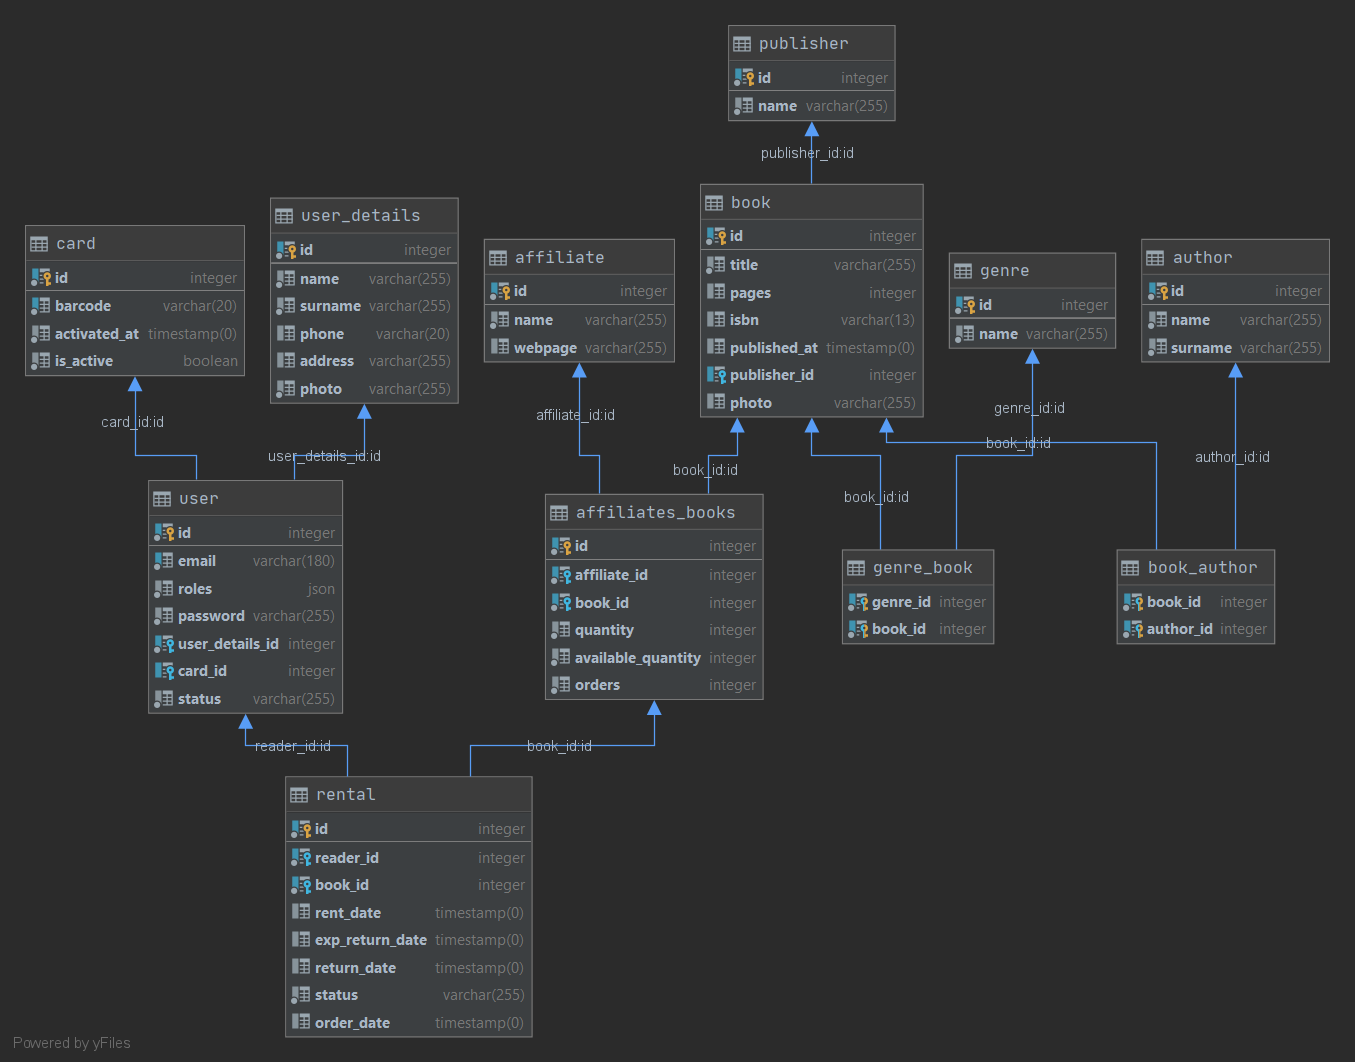 publisher
id integer
name varchar(255)
publisher_id:id
book
id integer
title varchar(255)
pages integer
isbn varchar(13)
published_at timestamp(0)
publisher_id integer
photo varchar(255)
user_details
id integer
name varchar(255)
surname varchar(255)
phone varchar(20)
address varchar(255)
photo varchar(255)
card
id integer
barcode varchar(20)
activated_at timestamp(0)
is_active boolean
affiliate
id integer
name varchar(255)
webpage varchar(255)
genre
id integer
name varchar(255)
author
id integer
name varchar(255)
surname varchar(255)
card_id:id
user_details_id:id
affiliate_id:id
book_id:id
book_id:id
genre_id:id
book_id:id
author_id:id
user
id integer
email varchar(180)
roles json
password varchar(255)
user_details_id integer
card_id integer
status varchar(255)
affiliates_books
id integer
affiliate_id integer
book_id integer
quantity integer
available_quantity integer
orders integer
genre_book
genre_id integer
book_id integer
book_author
book_id integer
author_id integer
reader_id:id
book_id:id
rental
id integer
reader_id integer
book_id integer
rent_date timestamp(0)
exp_return_date timestamp(0)
return_date timestamp(0)
status varchar(255)
order_date timestamp(0)
Powered by yFiles